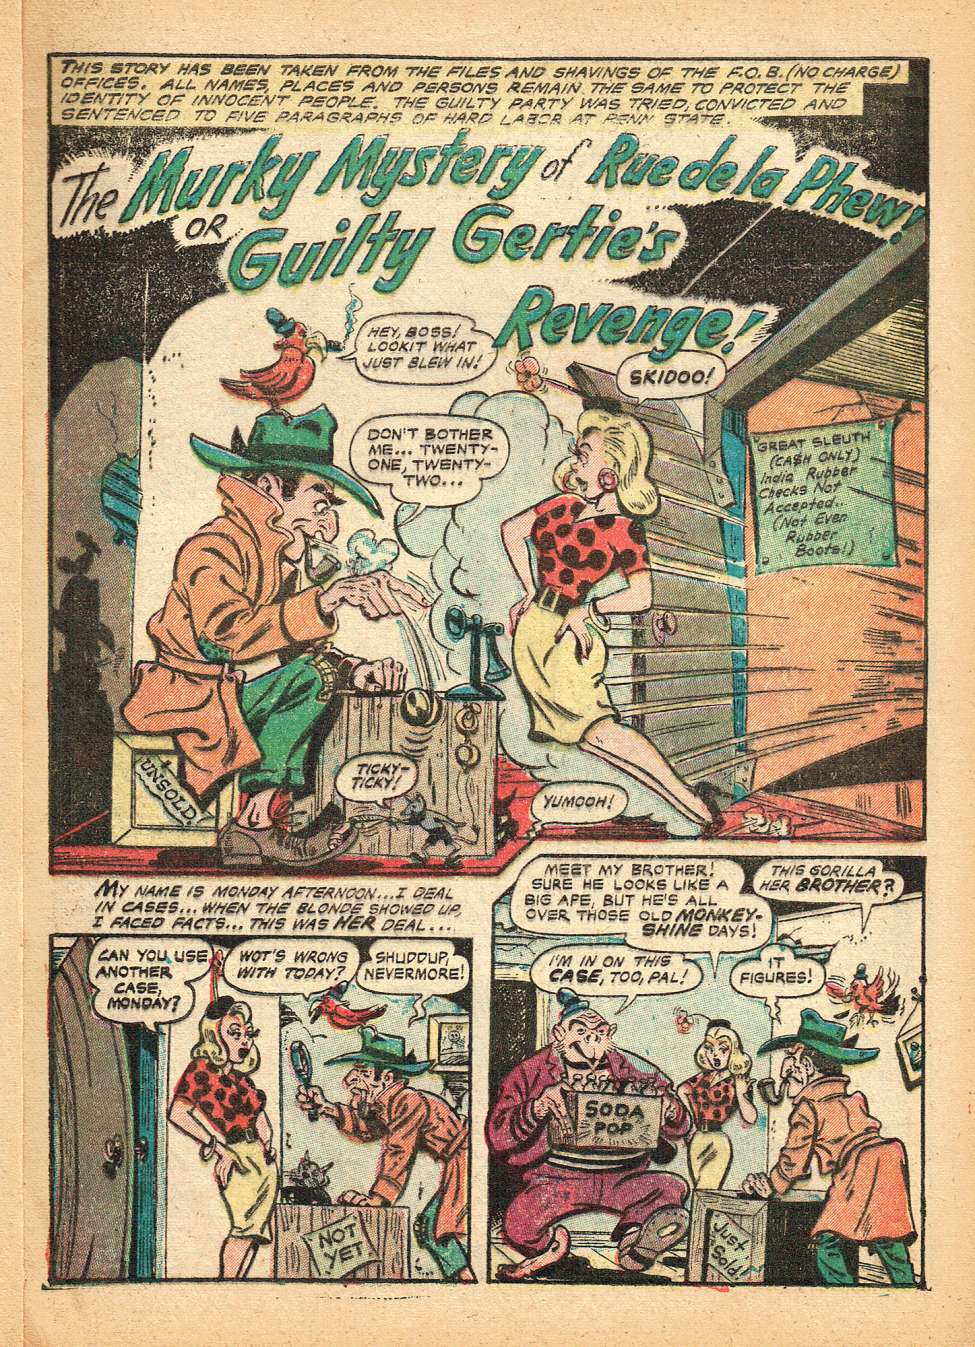 THIS STORY HAS BEEN TAKEN FROM THE FILES AND SHAVINGS OF THE F.O.B. (NO CHARGE)
OFFICES. ALL NAMES, PLACES AND PERSONS REMAIN THE SAME TO PROTECT THE
IDENTITY OF INNOCENT PEOPLE. THE GUILTY PARTY WAS TRIED, CONVICTED AND
SENTENCED TO FIVE PARAGRAPHS OF HARD LABOR AT PENN STATE.
The Murky Mystery of Rue de la Phew!
OR
Guilty Gertie's
Revenge!
HEY, BOSS!
LOOKIT WHAT
JUST BLEW IN!
SKIDOO!
DON'T BOTHER
ME... TWENTY-
ONE, TWENTY-
TWO...
GREAT SLEUTH
(CA$H ONLY)
India Rubber
Checks Not
Accepted...
(Not Even
Rubber
Boots!)
UNSOLD!
TICKY-
TICKY!
YUMOOH!
MY NAME IS MONDAY AFTERNOON... I DEAL
IN CASES... WHEN THE BLONDE SHOWED UP,
I FACED FACTS... THIS WAS HER DEAL...
CAN YOU USE
ANOTHER
CASE,
MONDAY?
WOT'S WRONG
WITH TODAY?
SHUDDUP,
NEVERMORE!
NOT
YET.
MEET MY BROTHER!
SURE HE LOOKS LIKE A
BIG APE, BUT HE'S ALL
OVER THOSE OLD MONKEY-
SHINE DAYS!
THIS GORILLA
HER BROTHER?
I'M IN ON THIS
CASE, TOO, PAL!
IT
FIGURES!
SODA
POP
Just
Sold!